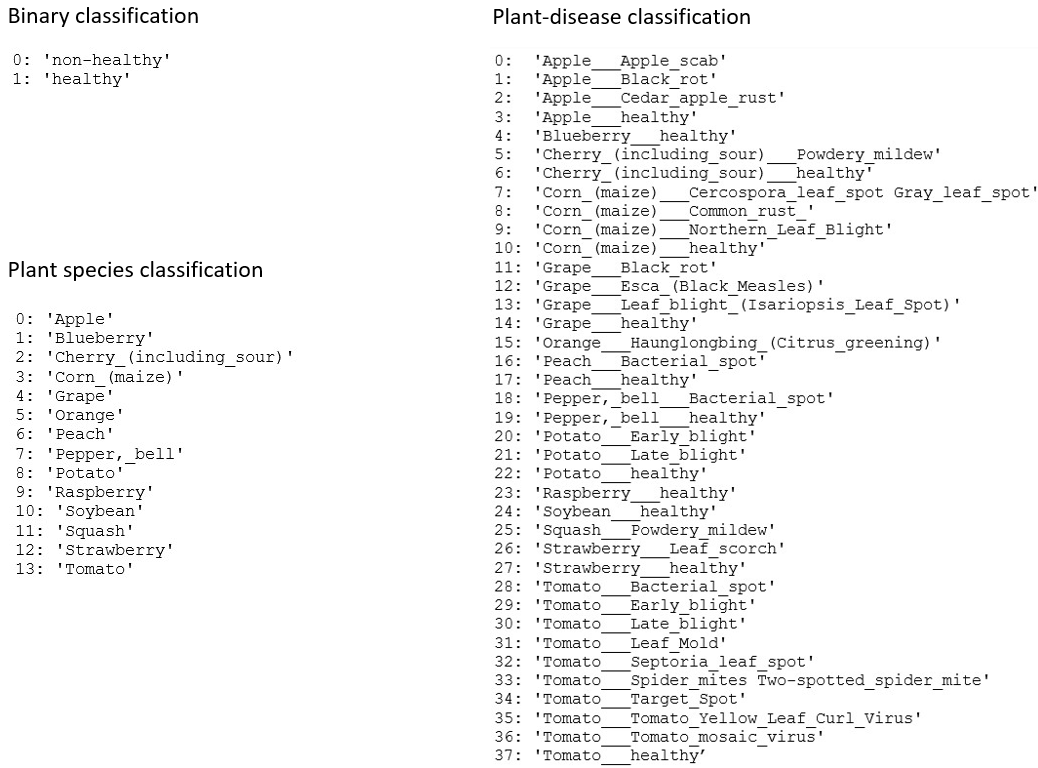 Binary classification
0: 'non-healthy'
1: 'healthy'
Plant species classification
0: 'Apple'
1: 'Blueberry'
2: 'Cherry_(including_sour)'
3: 'Corn_(maize)'
4: 'Grape'
5: 'Orange'
6: 'Peach'
7: 'Pepper,_bell'
8: 'Potato'
9: 'Raspberry'
10: 'Soybean'
11: 'Squash'
12: 'Strawberry'
13: 'Tomato'
Plant-disease classification
0: 'Apple___Apple_scab'
1: 'Apple___Black_rot'
2: 'Apple___Cedar_apple_rust'
3: 'Apple___healthy'
4: 'Blueberry___healthy'
5: 'Cherry_(including_sour)___Powdery_mildew'
6: 'Cherry_(including_sour)___healthy'
7: 'Corn_(maize)___Cercospora_leaf_spot Gray_leaf_spot'
8: 'Corn_(maize)___Common_rust_'
9: 'Corn_(maize)___Northern_Leaf_Blight'
10: 'Corn_(maize)___healthy'
11: 'Grape___Black_rot'
12: 'Grape___Esca_(Black_Measles)'
13: 'Grape___Leaf_blight_(Isariopsis_Leaf_Spot)'
14: 'Grape___healthy'
15: 'Orange___Haunglongbing_(Citrus_greening)'
16: 'Peach___Bacterial_spot'
17: 'Peach___healthy'
18: 'Pepper,_bell___Bacterial_spot'
19: 'Pepper,_bell___healthy'
20: 'Potato___Early_blight'
21: 'Potato___Late_blight'
22: 'Potato___healthy'
23: 'Raspberry___healthy'
24: 'Soybean___healthy'
25: 'Squash___Powdery_mildew'
26: 'Strawberry___Leaf_scorch'
27: 'Strawberry___healthy'
28: 'Tomato___Bacterial_spot'
29: 'Tomato___Early_blight'
30: 'Tomato___Late_blight'
31: 'Tomato___Leaf_Mold'
32: 'Tomato___Septoria_leaf_spot'
33: 'Tomato___Spider_mites Two-spotted_spider_mite'
34: 'Tomato___Target_Spot'
35: 'Tomato___Tomato_Yellow_Leaf_Curl_Virus'
36: 'Tomato___Tomato_mosaic_virus'
37: 'Tomato___healthy’